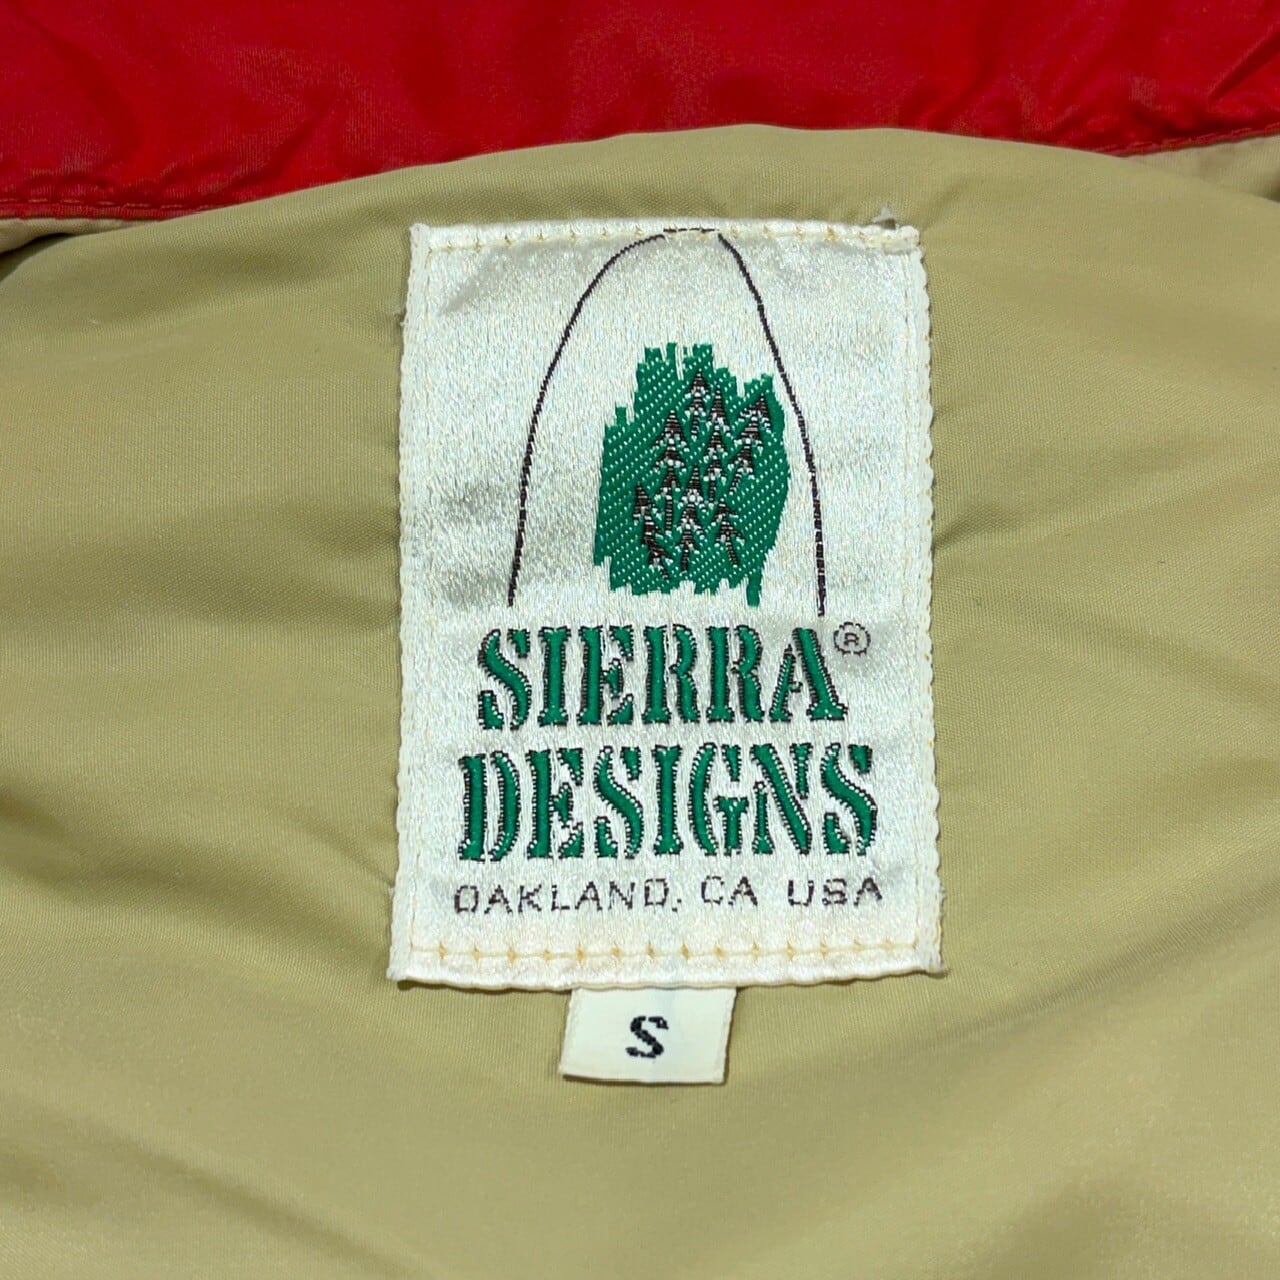 SIERRA®
DESIGNS
OAKLAND, CA USA
S